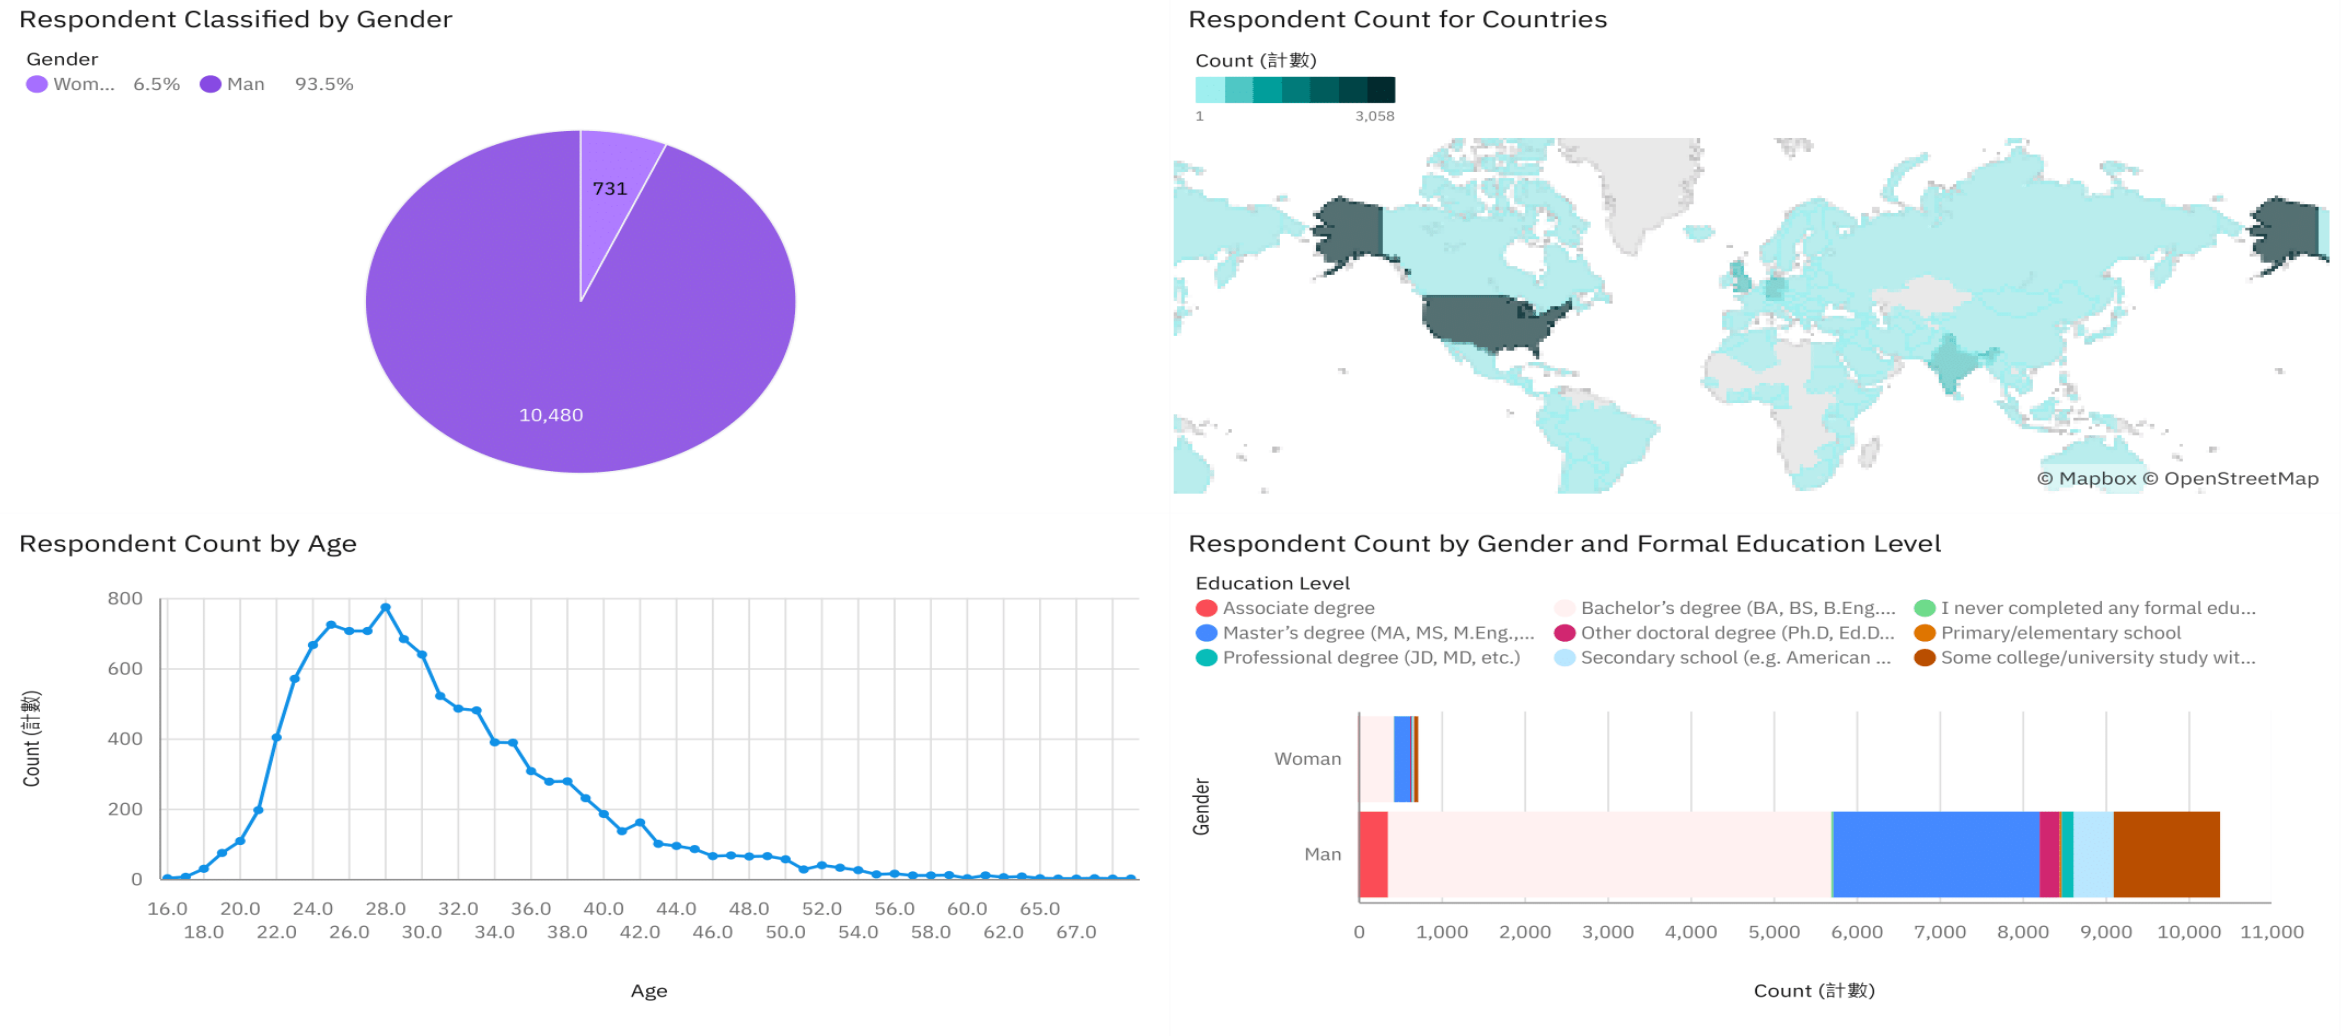 Respondent Classified by Gender
Gender
Wom... 6.5% Man 93.5%
731
10,480
Respondent Count for Countries
Count (計數)
1 3,058
© Mapbox © OpenStreetMap
Respondent Count by Age
Count (計數)
800
600
400
200
0
16.0 20.0 24.0 28.0 32.0 36.0 40.0 44.0 48.0 52.0 56.0 60.0 65.0
18.0 22.0 26.0 30.0 34.0 38.0 42.0 46.0 50.0 54.0 58.0 62.0 67.0
Age
Respondent Count by Gender and Formal Education Level
Education Level
Associate degree Bachelor’s degree (BA, BS, B.Eng.... I never completed any formal edu...
Master’s degree (MA, MS, M.Eng.,... Other doctoral degree (Ph.D, Ed.D... Primary/elementary school
Professional degree (JD, MD, etc.) Secondary school (e.g. American ... Some college/university study wit...
Gender
Woman
Man
0 1,000 2,000 3,000 4,000 5,000 6,000 7,000 8,000 9,000 10,000 11,000
Count (計數)